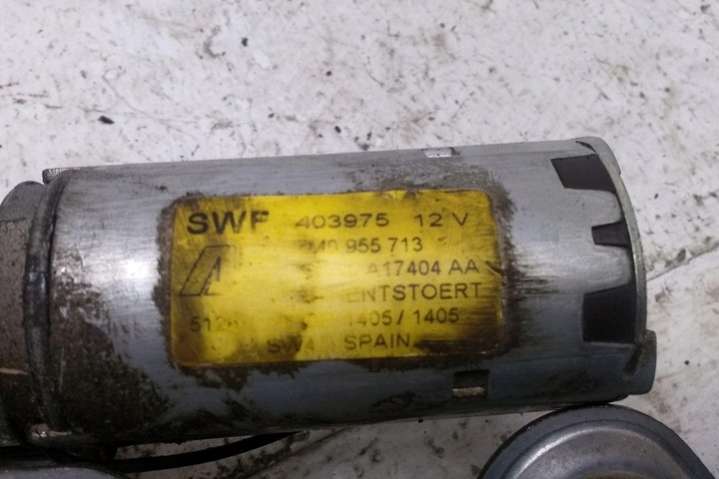 SWF 403975 12 V
955 713
A17404 AA
ENTSTOERT
1405/1405
SPAIN